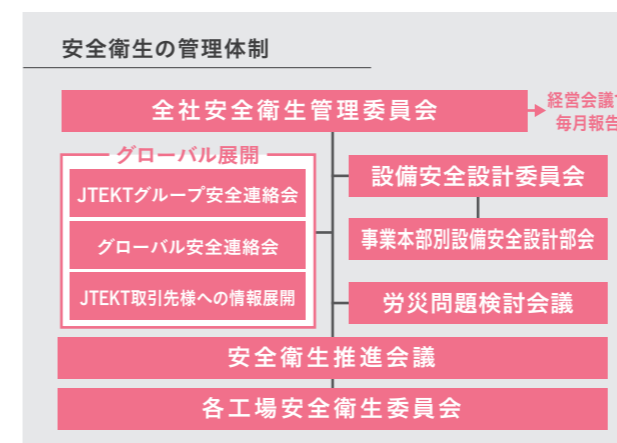 安全衛生の管理体制
全社安全衛生管理委員会
経営会議
毎月報告
グローバル展開
JTEKTグループ安全連絡会
グローバル安全連絡会
JTEKT取引先様への情報展開
設備安全設計委員会
事業本部別設備安全設計部会
労災問題検討会議
安全衛生推進会議
各工場安全衛生委員会